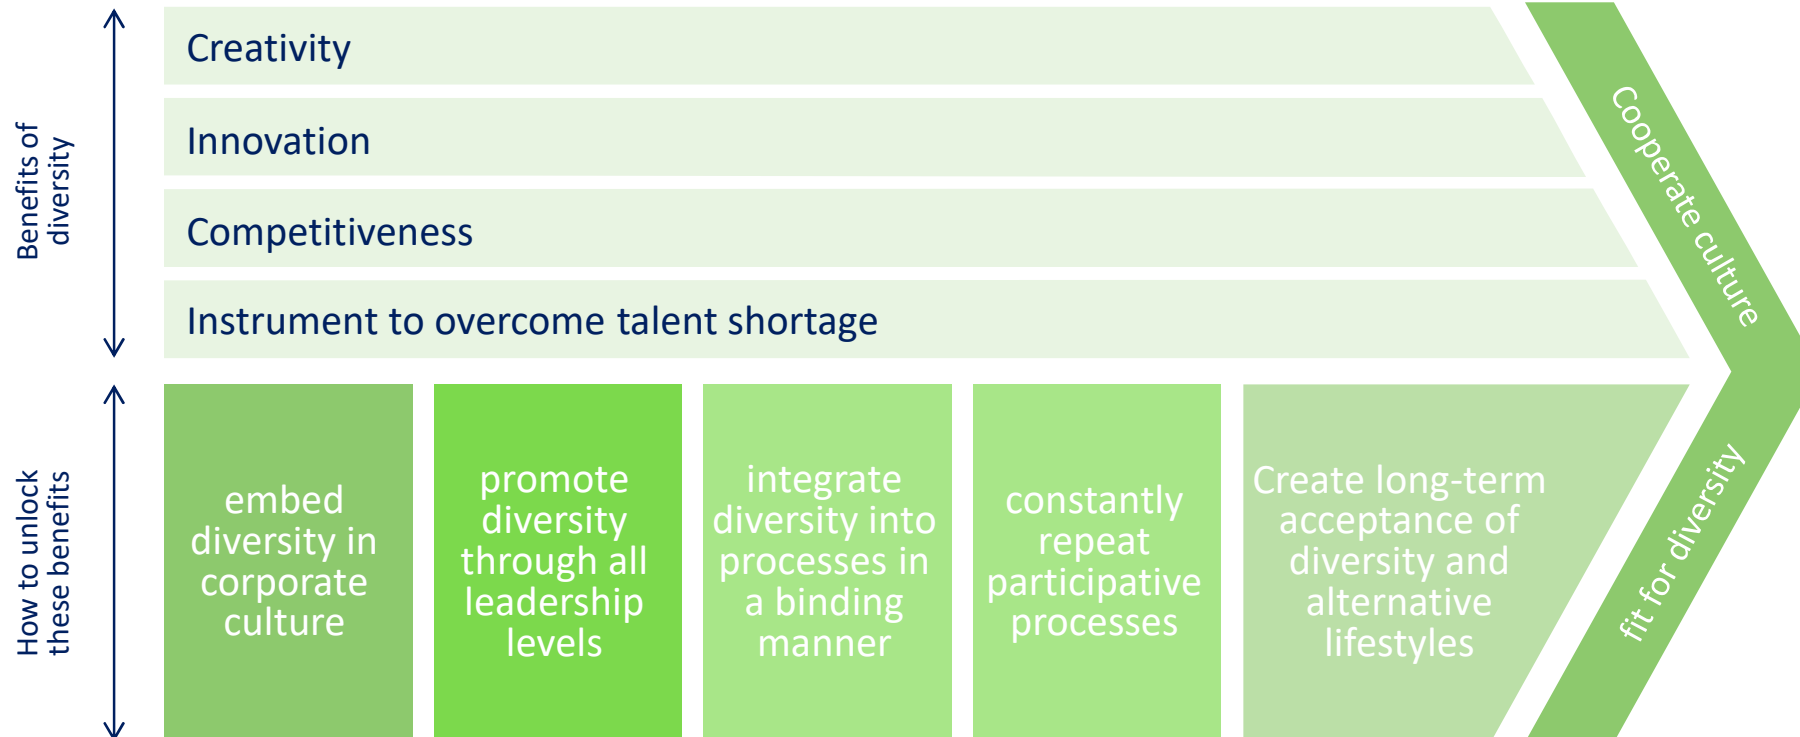 Benefits of
diversity
Creativity
Innovation
Competitiveness
Instrument to overcome talent shortage
Cooperate culture
How to unlock
these benefits
embed
diversity in
corporate
culture
promote
diversity
through all
leadership
levels
integrate
diversity into
processes in
a binding
manner
constantly
repeat
participative
processes
Create long-term
acceptance of
diversity and
alternative
lifestyles
fit for diversity